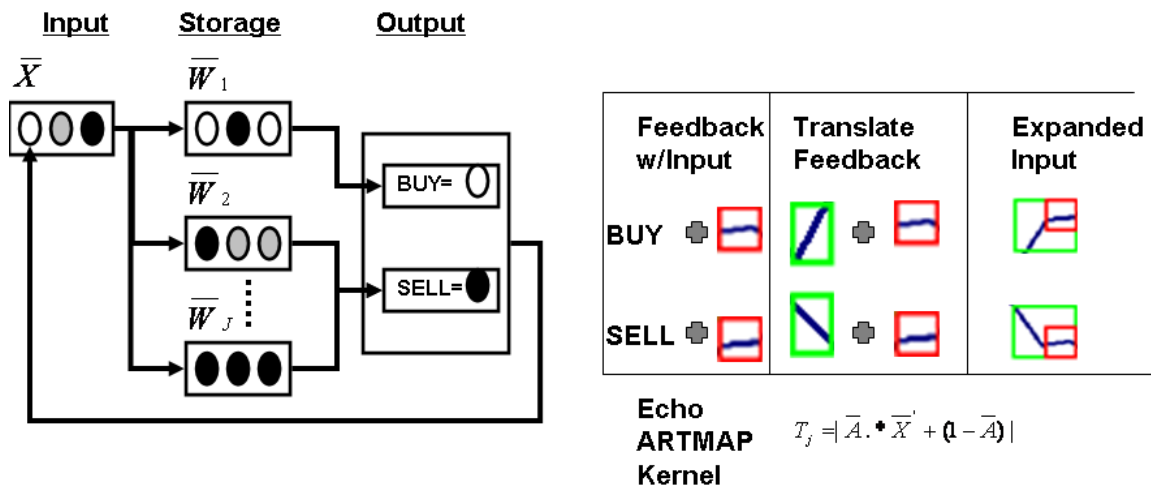 Input Storage Output
X̅ W̅ 1
BUY=
W̅ 2
SELL=
W̅ J
Feedback w/Input
Translate Feedback
Expanded Input
BUY
SELL
Echo ARTMAP Kernel
T_j =| A̅ .* X̅' + (1 − A̅) |